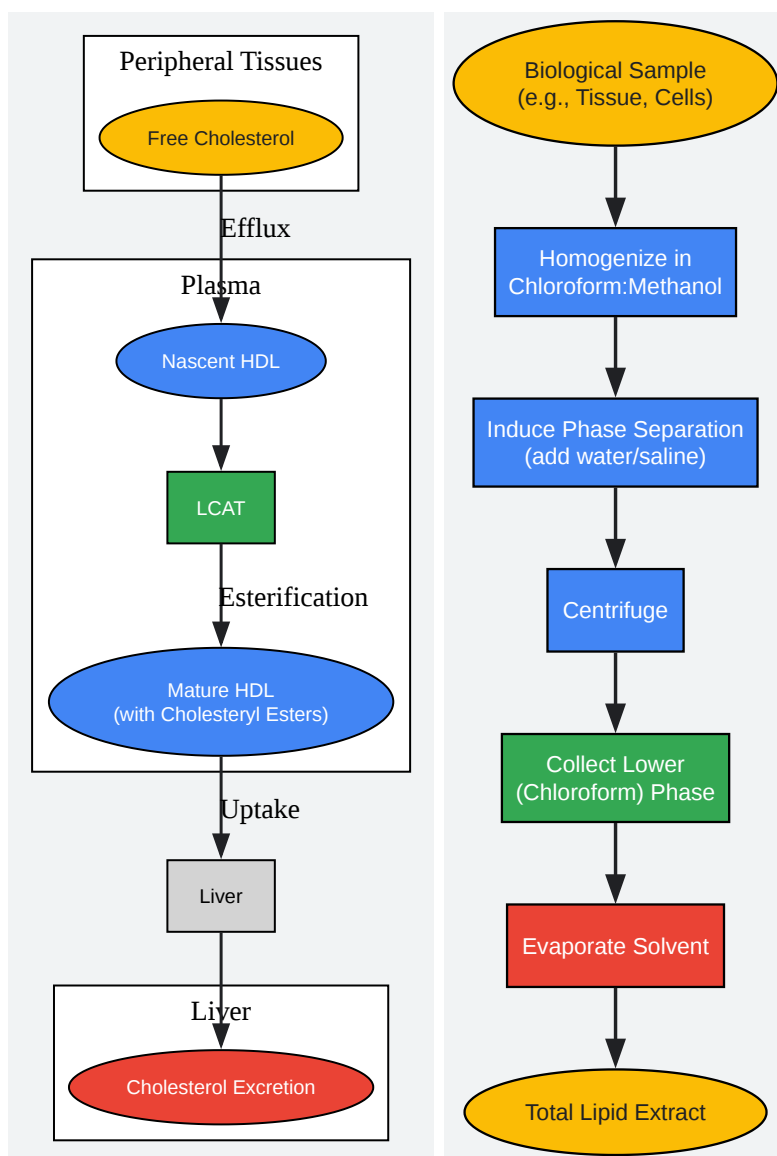 Peripheral Tissues
Free Cholesterol
Efflux
Plasma
Nascent HDL
LCAT
Esterification
Mature HDL
(with Cholesteryl Esters)
Uptake
Liver
Liver
Cholesterol Excretion
Biological Sample
(e.g., Tissue, Cells)
Homogenize in
Chloroform:Methanol
Induce Phase Separation
(add water/saline)
Centrifuge
Collect Lower
(Chloroform) Phase
Evaporate Solvent
Total Lipid Extract